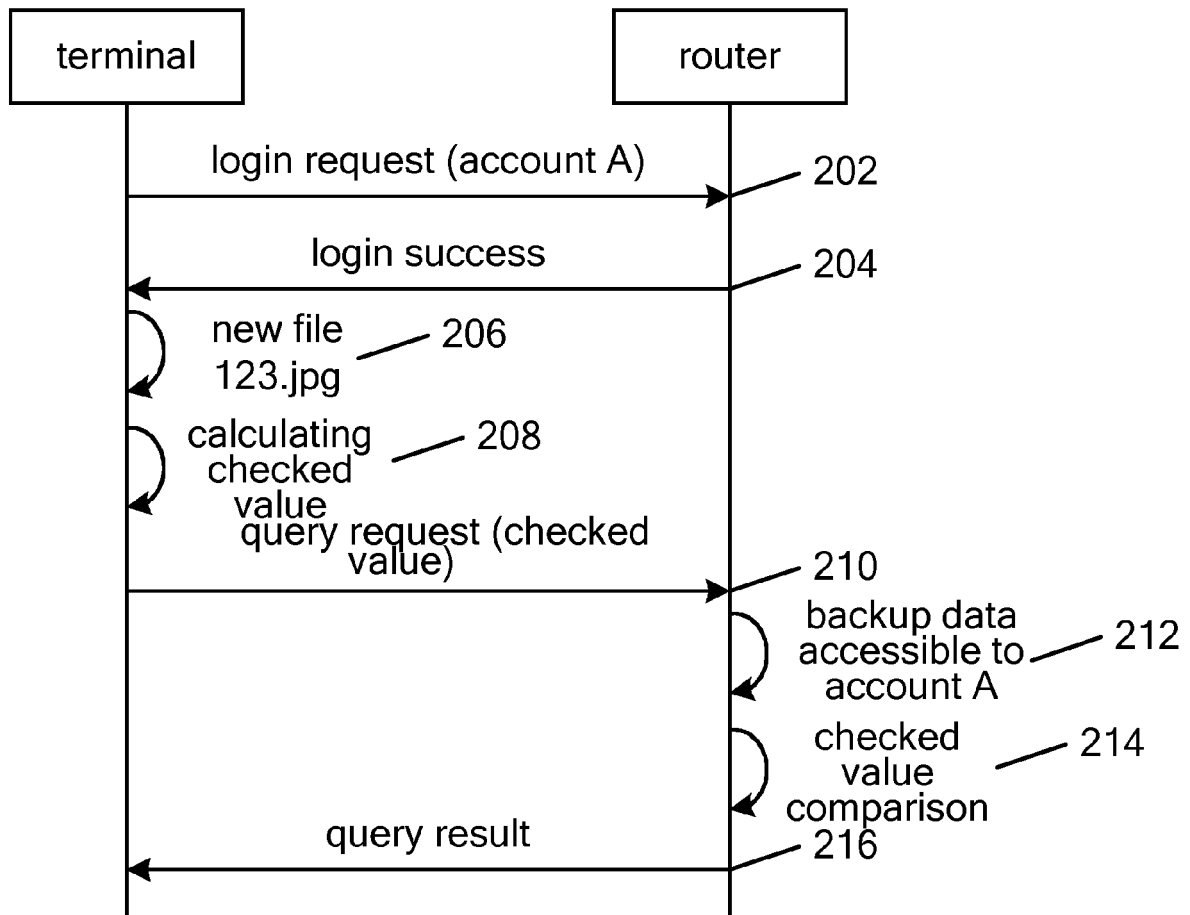 terminal
router
login request (account A)
202
login success
204
new file
123.jpg
206
calculating
checked
value
208
query request (checked
value)
210
backup data
accessible to
account A
212
checked
value
comparison
214
query result
216